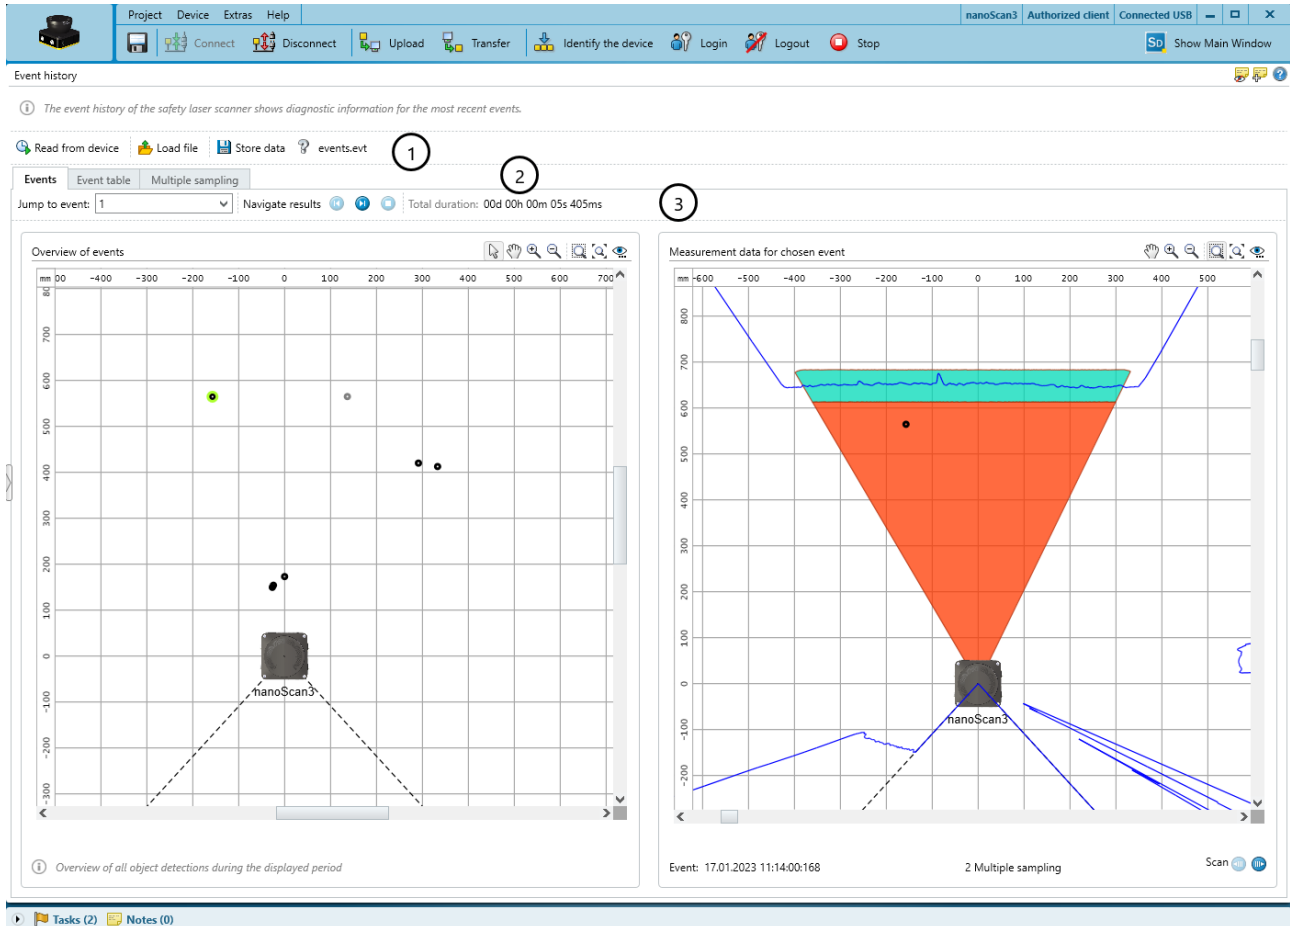 Project Device Extras Help nanoScan3 Authorized client Connected USB
Connect Disconnect Upload Transfer Identify the device Login Logout Stop SD Show Main Window
Event history
The event history of the safety laser scanner shows diagnostic information for the most recent events.
Read from device Load file Store data events.evt 1
Events Event table Multiple sampling 2
Jump to event: 1 Navigate results Total duration: 00d 00h 00m 05s 405ms 3
Overview of events
mm 00 -400 -300 -200 -100 0 100 200 300 400 500 600 700
80
700
600
500
400
300
200
100
0
-100
-200
-300
nanoScan3
Overview of all object detections during the displayed period
Measurement data for chosen event
mm -600 -400 -300 -200 -100 0 100 200 300 400 500
800
700
600
500
400
300
200
100
0
-100
-200
nanoScan3
Event: 17.01.2023 11:14:00:168 2 Multiple sampling Scan
Tasks (2) Notes (0)